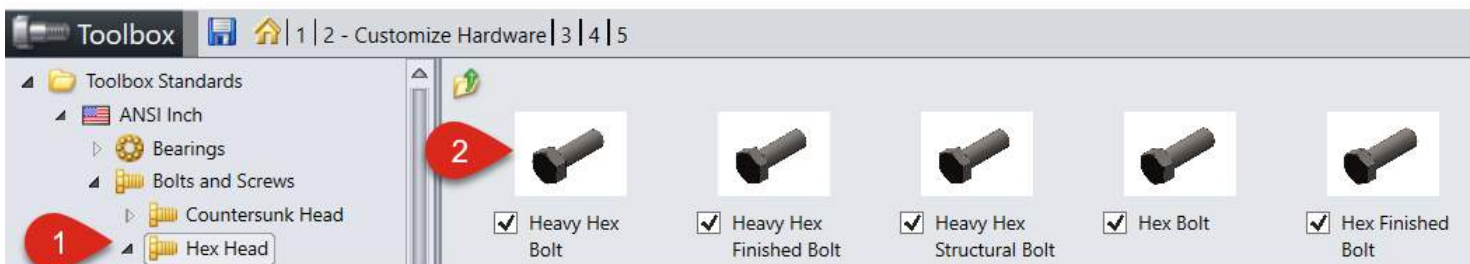 Toolbox 1 2 - Customize Hardware 3 4 5
Toolbox Standards
ANSI Inch
Bearings
Bolts and Screws
Countersunk Head
1 Hex Head
2
Heavy Hex
Bolt
Heavy Hex
Finished Bolt
Heavy Hex
Structural Bolt
Hex Bolt
Hex Finished
Bolt